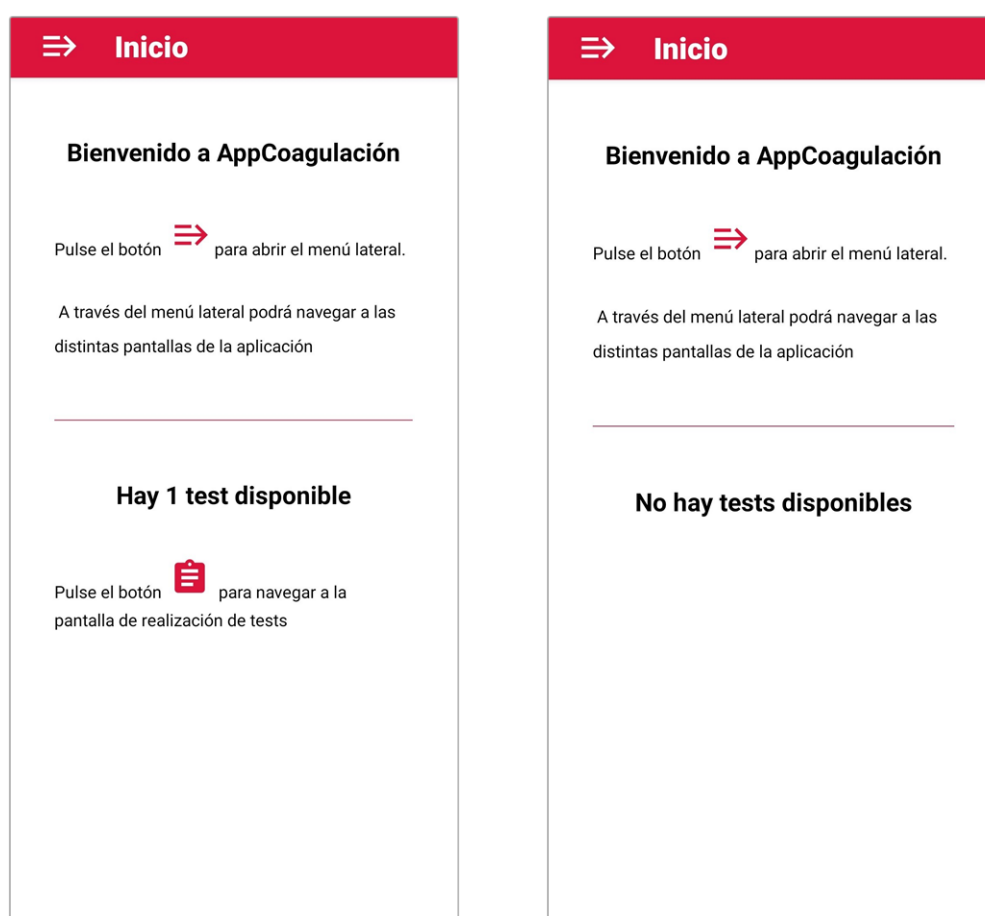 Inicio
Bienvenido a AppCoagulación
Pulse el botón para abrir el menú lateral.
A través del menú lateral podrá navegar a las
distintas pantallas de la aplicación
Hay 1 test disponible
Pulse el botón para navegar a la
pantalla de realización de tests
Inicio
Bienvenido a AppCoagulación
Pulse el botón para abrir el menú lateral.
A través del menú lateral podrá navegar a las
distintas pantallas de la aplicación
No hay tests disponibles